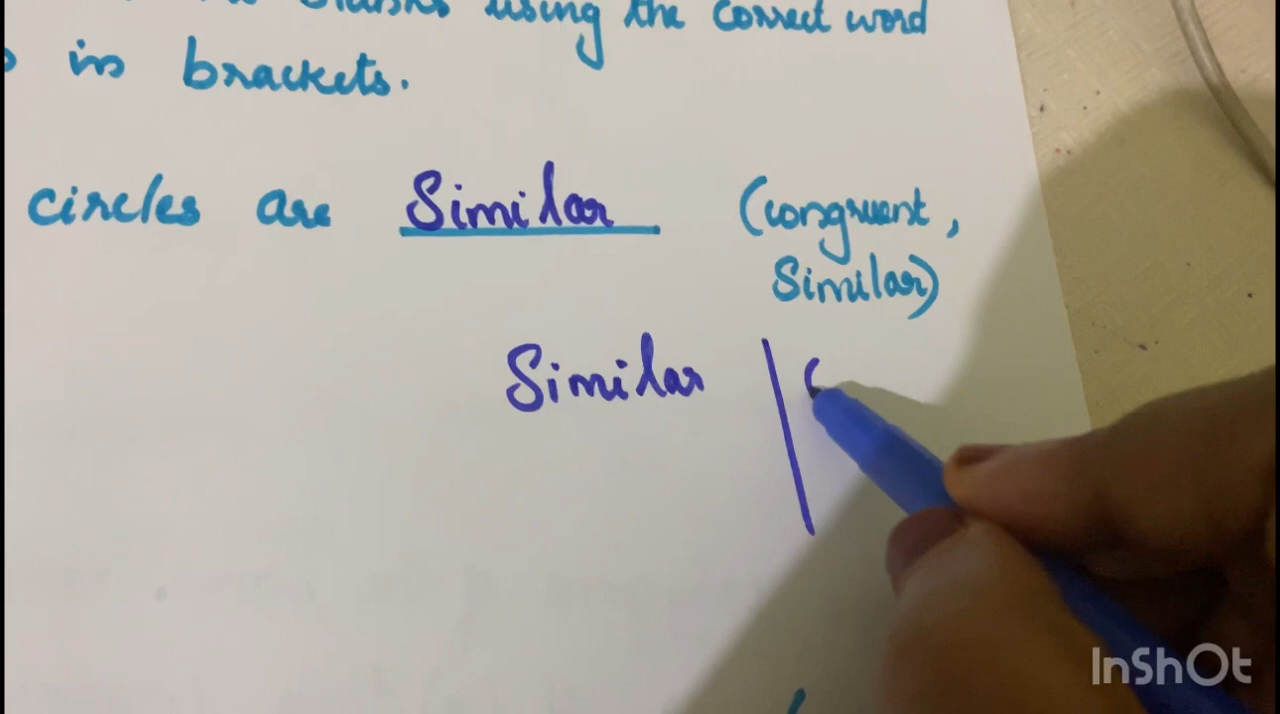 using the correct word
in brackets.
circles are Similar (congruent,
Similar)
Similar
InShOt